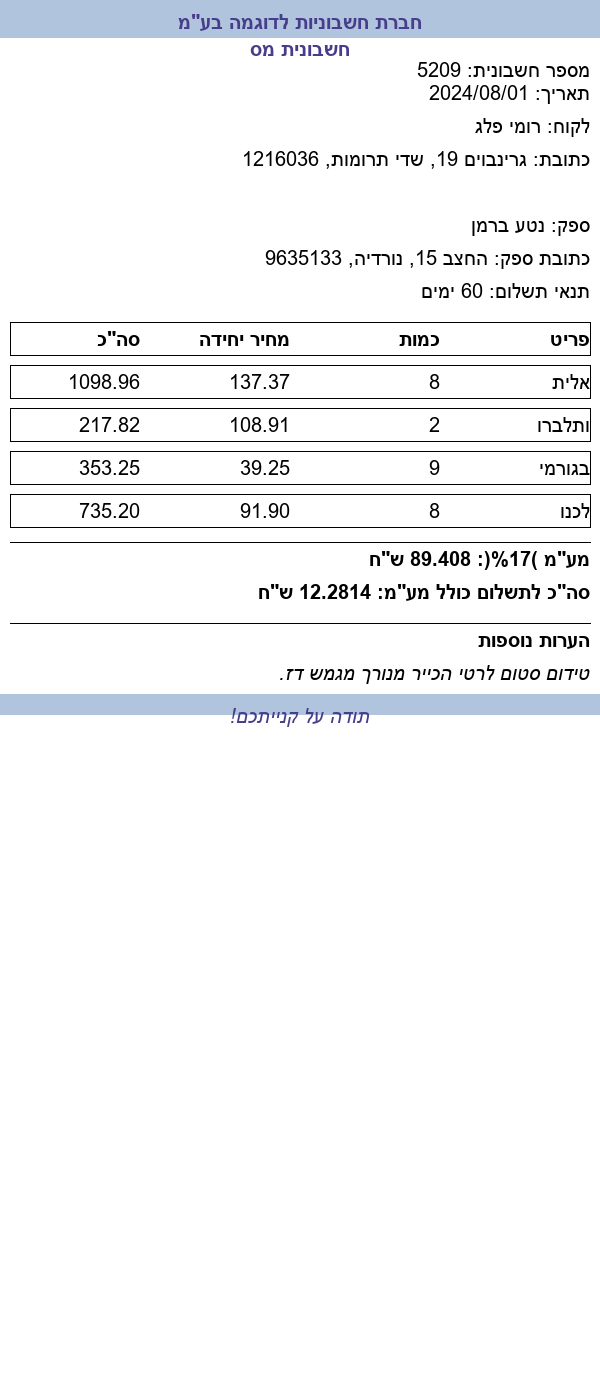 חברת חשבוניות לדוגמה בע"מ
חשבונית מס
מספר חשבונית: 5209
תאריך: 2024/08/01
לקוח: רומי פלג
כתובת: גרינבוים 19, שדי תרומות, 1216036
ספק: נטע ברמן
כתובת ספק: החצב 15, נורדיה, 9635133
תנאי תשלום: 60 ימים
פריט כמות מחיר יחידה סה"כ
אלית 8 137.37 1098.96
ותלברו 2 108.91 217.82
בגורמי 9 39.25 353.25
לכנו 8 91.90 735.20
מע"מ )17%(: 89.408 ש"ח
סה"כ לתשלום כולל מע"מ: 12.2814 ש"ח
הערות נוספות
טידום סטום לרטי הכייר מנורך מגמש דז.
תודה על קנייתכם!